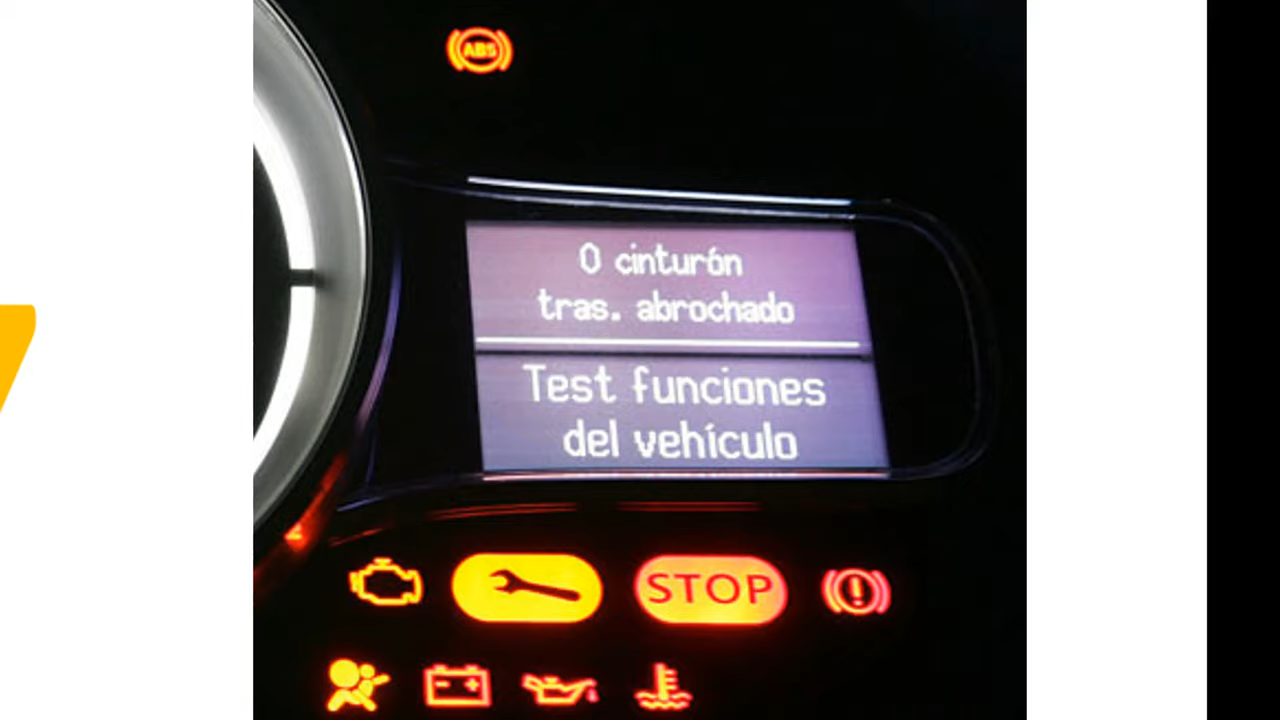 ABS
0 cinturón
tras. abrochado
Test funciones
del vehículo
STOP